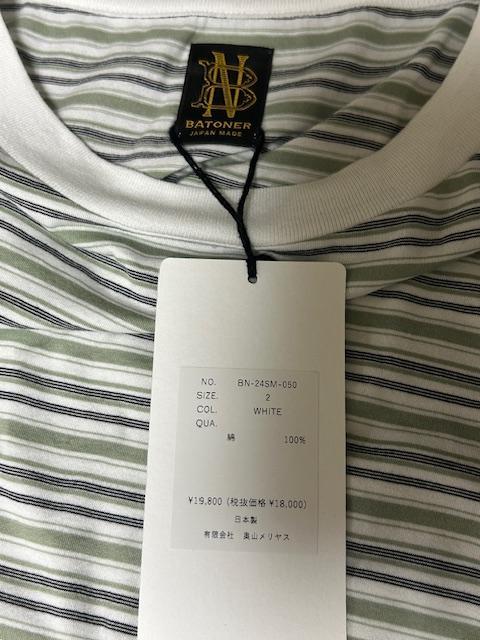 BN
BATONER
JAPAN MADE
NO. BN-24SM-050
SIZE. 2
COL. WHITE
QUA.
綿 100%
¥19,800 (税抜価格 ¥18,000)
日本製
有限会社 奥山メリヤス